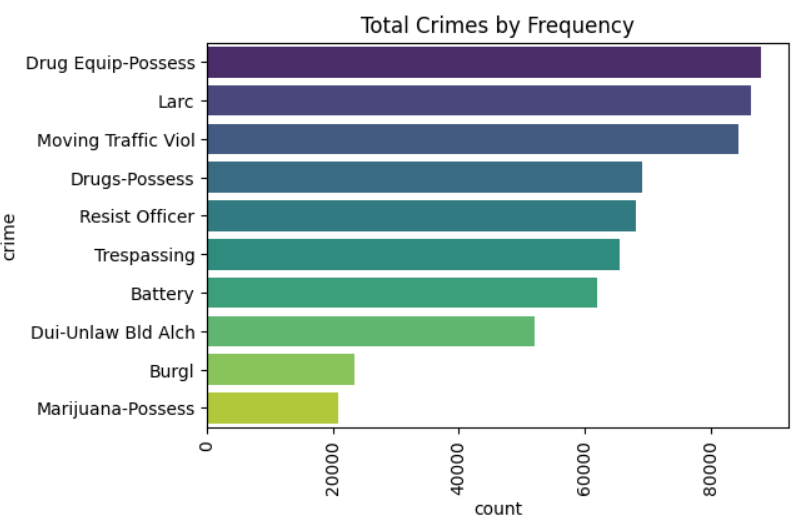 Total Crimes by Frequency
Drug Equip-Possess
Larc
Moving Traffic Viol
Drugs-Possess
Resist Officer
Trespassing
Battery
Dui-Unlaw Bld Alch
Burgl
Marijuana-Possess
crime
0
20000
40000
60000
80000
count